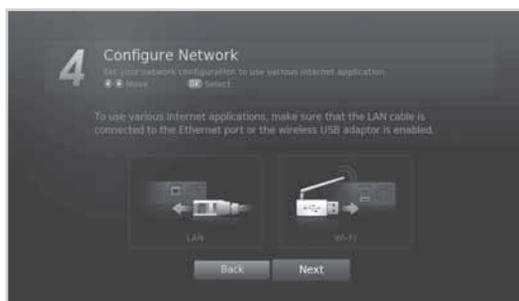 4
Configure Network
Set your network configuration to use various internet application.
Move OK Select
To use various Internet applications, make sure that the LAN cable is
connected to the Ethernet port or the wireless USB adaptor is enabled.
LAN
Wi-Fi
Back
Next